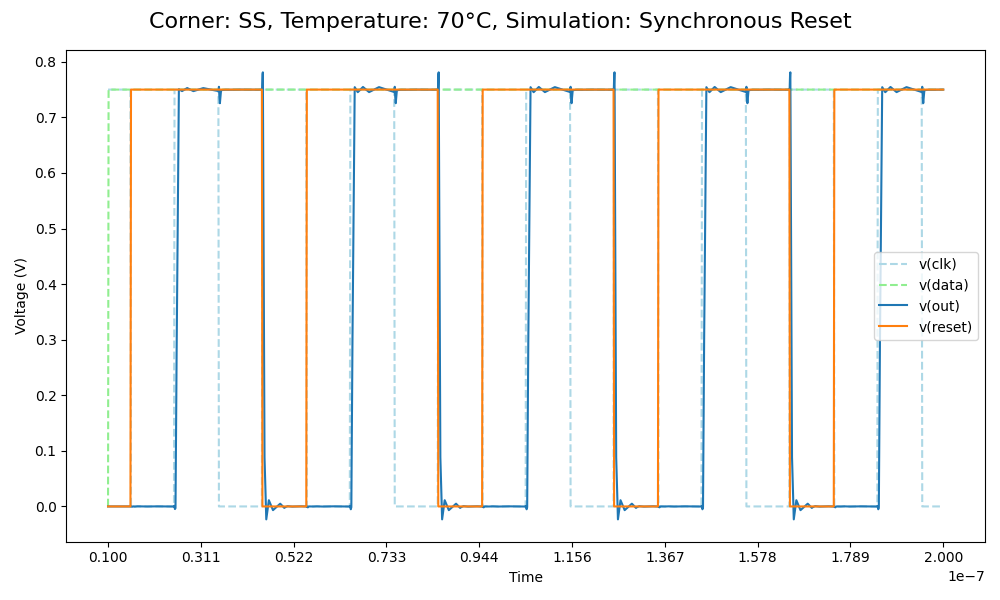 Corner: SS, Temperature: 70°C, Simulation: Synchronous Reset
Voltage (V)
0.8
0.7
0.6
0.5
0.4
0.3
0.2
0.1
0.0
v(clk)
v(data)
v(out)
v(reset)
0.100 0.311 0.522 0.733 0.944 1.156 1.367 1.578 1.789 2.000
Time
1e−7